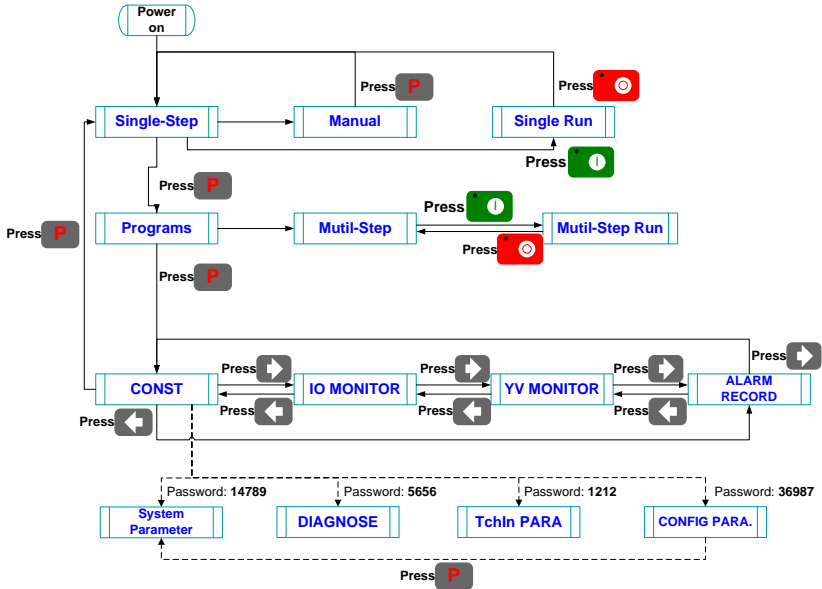 Power
on
Press P
Press
Single-Step
Manual
Single Run
Press
Press P
Press P
Programs
Mutil-Step
Press
Press
Mutil-Step Run
Press P
Press
Press
Press
Press
CONST
IO MONITOR
YV MONITOR
ALARM
RECORD
Press
Press
Press
Press
Password: 14789
Password: 5656
Password: 1212
Password: 36987
System
Parameter
DIAGNOSE
TchIn PARA
CONFIG PARA.
Press P